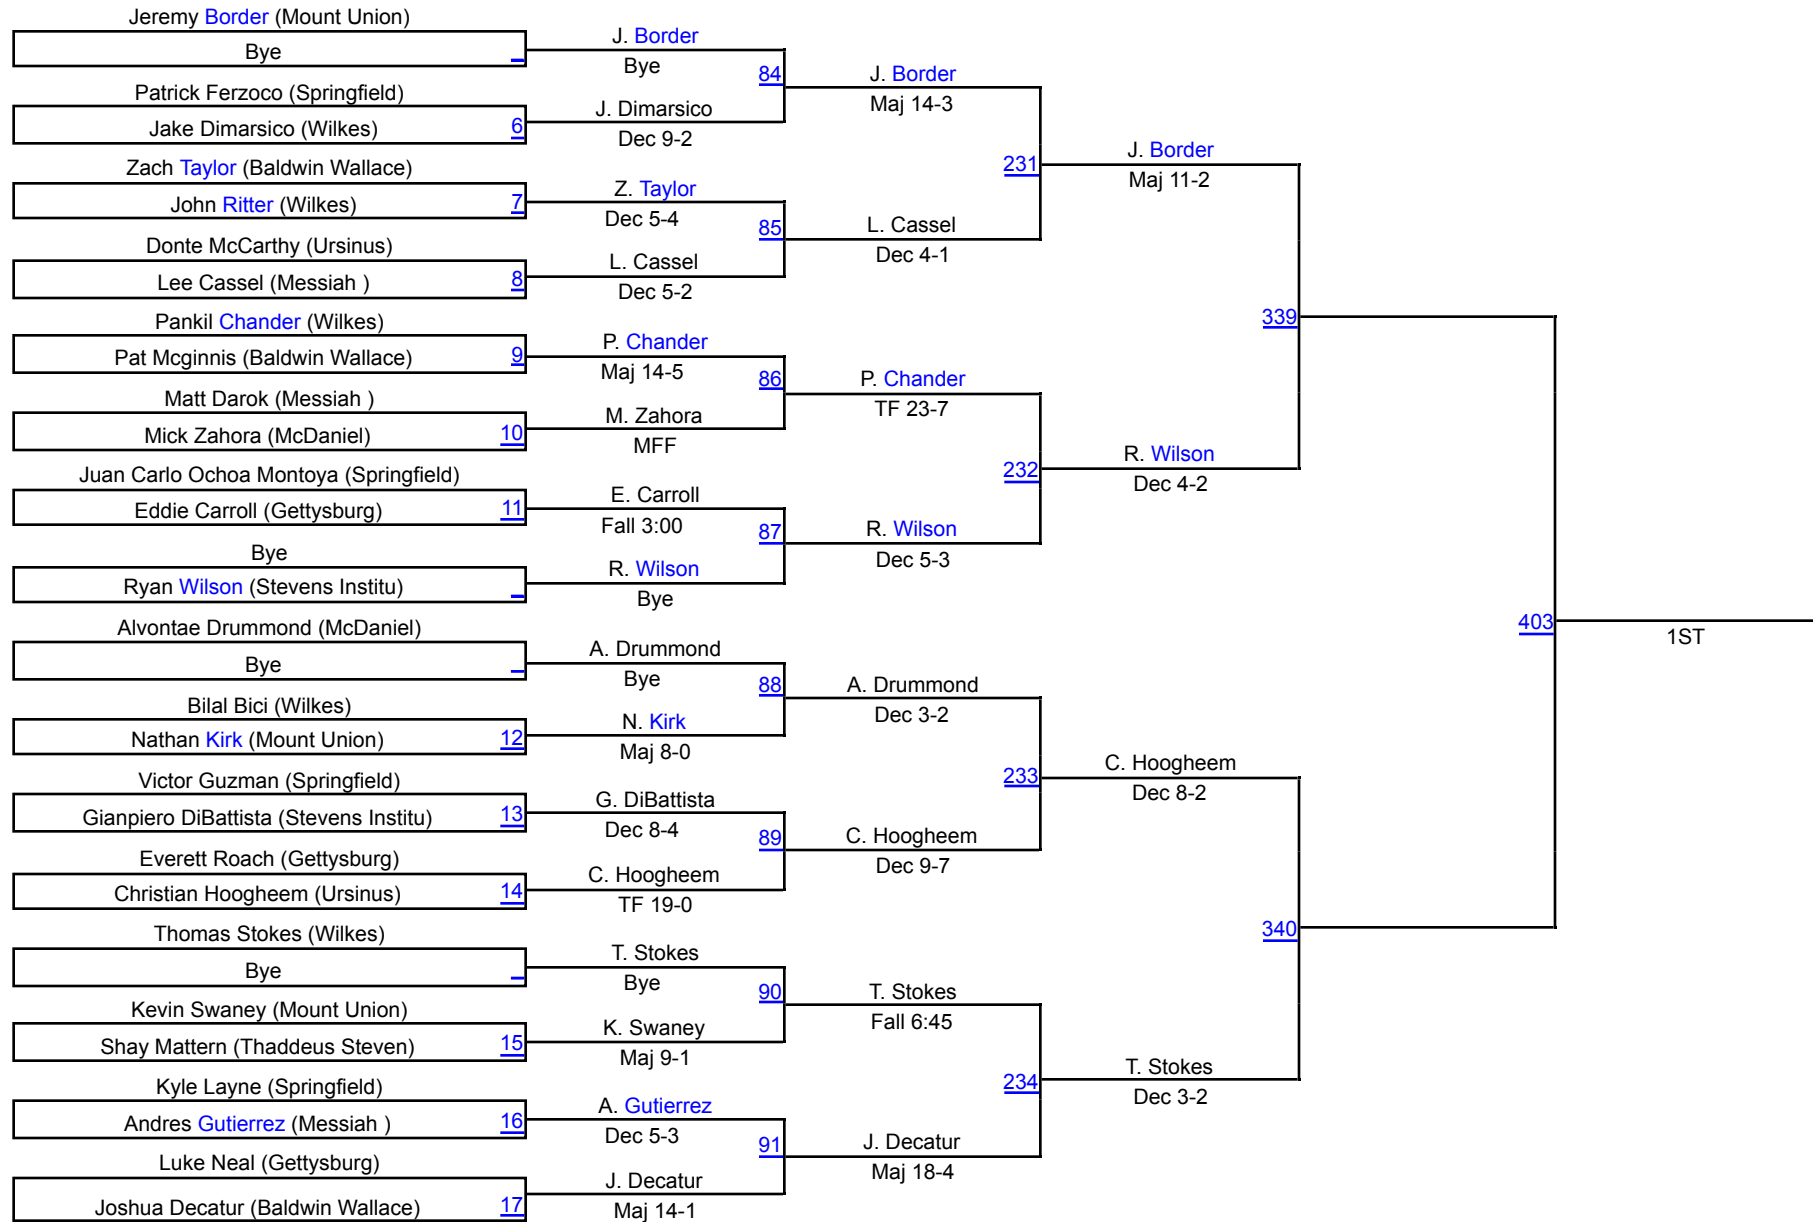 Jeremy Border (Mount Union)
Bye
Patrick Ferzoco (Springfield)
Jake Dimarsico (Wilkes) 6
Zach Taylor (Baldwin Wallace)
John Ritter (Wilkes) 7
Donte McCarthy (Ursinus)
Lee Cassel (Messiah ) 8
Pankil Chander (Wilkes)
Pat Mcginnis (Baldwin Wallace) 9
Matt Darok (Messiah )
Mick Zahora (McDaniel) 10
Juan Carlo Ochoa Montoya (Springfield)
Eddie Carroll (Gettysburg) 11
Bye
Ryan Wilson (Stevens Institu)
Alvontae Drummond (McDaniel)
Bye
Bilal Bici (Wilkes)
Nathan Kirk (Mount Union) 12
Victor Guzman (Springfield)
Gianpiero DiBattista (Stevens Institu) 13
Everett Roach (Gettysburg)
Christian Hoogheem (Ursinus) 14
Thomas Stokes (Wilkes)
Bye
Kevin Swaney (Mount Union)
Shay Mattern (Thaddeus Steven) 15
Kyle Layne (Springfield)
Andres Gutierrez (Messiah ) 16
Luke Neal (Gettysburg)
Joshua Decatur (Baldwin Wallace) 17
J. Border
Bye
84
J. Dimarsico
Dec 9-2
Z. Taylor
Dec 5-4
85
L. Cassel
Dec 5-2
P. Chander
Maj 14-5
86
M. Zahora
MFF
E. Carroll
Fall 3:00
87
R. Wilson
Bye
A. Drummond
Bye
88
N. Kirk
Maj 8-0
G. DiBattista
Dec 8-4
89
C. Hoogheem
TF 19-0
T. Stokes
Bye
90
K. Swaney
Maj 9-1
A. Gutierrez
Dec 5-3
91
J. Decatur
Maj 14-1
J. Border
Maj 14-3
231
L. Cassel
Dec 4-1
P. Chander
TF 23-7
232
R. Wilson
Dec 5-3
A. Drummond
Dec 3-2
233
C. Hoogheem
Dec 9-7
T. Stokes
Fall 6:45
234
J. Decatur
Maj 18-4
J. Border
Maj 11-2
339
R. Wilson
Dec 4-2
C. Hoogheem
Dec 8-2
340
T. Stokes
Dec 3-2
403
1ST